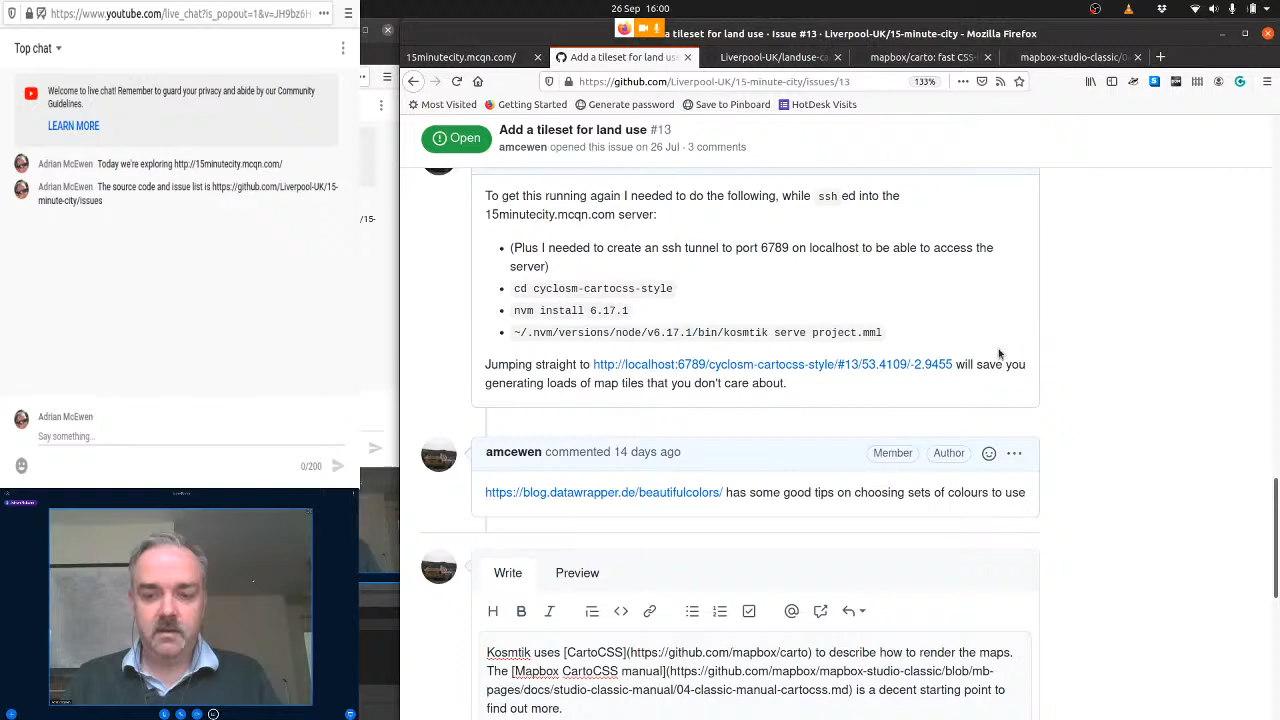 26 Sep 16:00
https://www.youtube.com/live_chat?is_popout=1&v=JH9bz6H
Top chat
Welcome to live chat! Remember to guard your privacy and abide by our Community
Guidelines.
LEARN MORE
Adrian McEwen Today we're exploring http://15minutecity.mcqn.com/
Adrian McEwen The source code and issue list is https://github.com/Liverpool-UK/15-
minute-city/issues
Adrian McEwen
Say something...
0/200
/15-
a tileset for land use · Issue #13 · Liverpool-UK/15-minute-city - Mozilla Firefox
15minutecity.mcqn.com/
Add a tileset for land use
Liverpool-UK/landuse-ca
mapbox/carto: fast CSS-
mapbox-studio-classic/0
https://github.com/Liverpool-UK/15-minute-city/issues/13
133%
Most Visited
Getting Started
Generate password
Save to Pinboard
HotDesk Visits
Open
Add a tileset for land use #13
amcewen opened this issue on 26 Jul · 3 comments
To get this running again I needed to do the following, while ssh ed into the
15minutecity.mcqn.com server:
• (Plus I needed to create an ssh tunnel to port 6789 on localhost to be able to access the
server)
• cd cyclosm-cartocss-style
• nvm install 6.17.1
• ~/.nvm/versions/node/v6.17.1/bin/kosmtik serve project.mml
Jumping straight to http://localhost:6789/cyclosm-cartocss-style/#13/53.4109/-2.9455 will save you
generating loads of map tiles that you don't care about.
amcewen commented 14 days ago
Member
Author
https://blog.datawrapper.de/beautifulcolors/ has some good tips on choosing sets of colours to use
Write
Preview
Kosmtik uses [CartoCSS](https://github.com/mapbox/carto) to describe how to render the maps.
The [Mapbox CartoCSS manual](https://github.com/mapbox/mapbox-studio-classic/blob/mb-
pages/docs/studio-classic-manual/04-classic-manual-cartocss.md) is a decent starting point to
find out more.